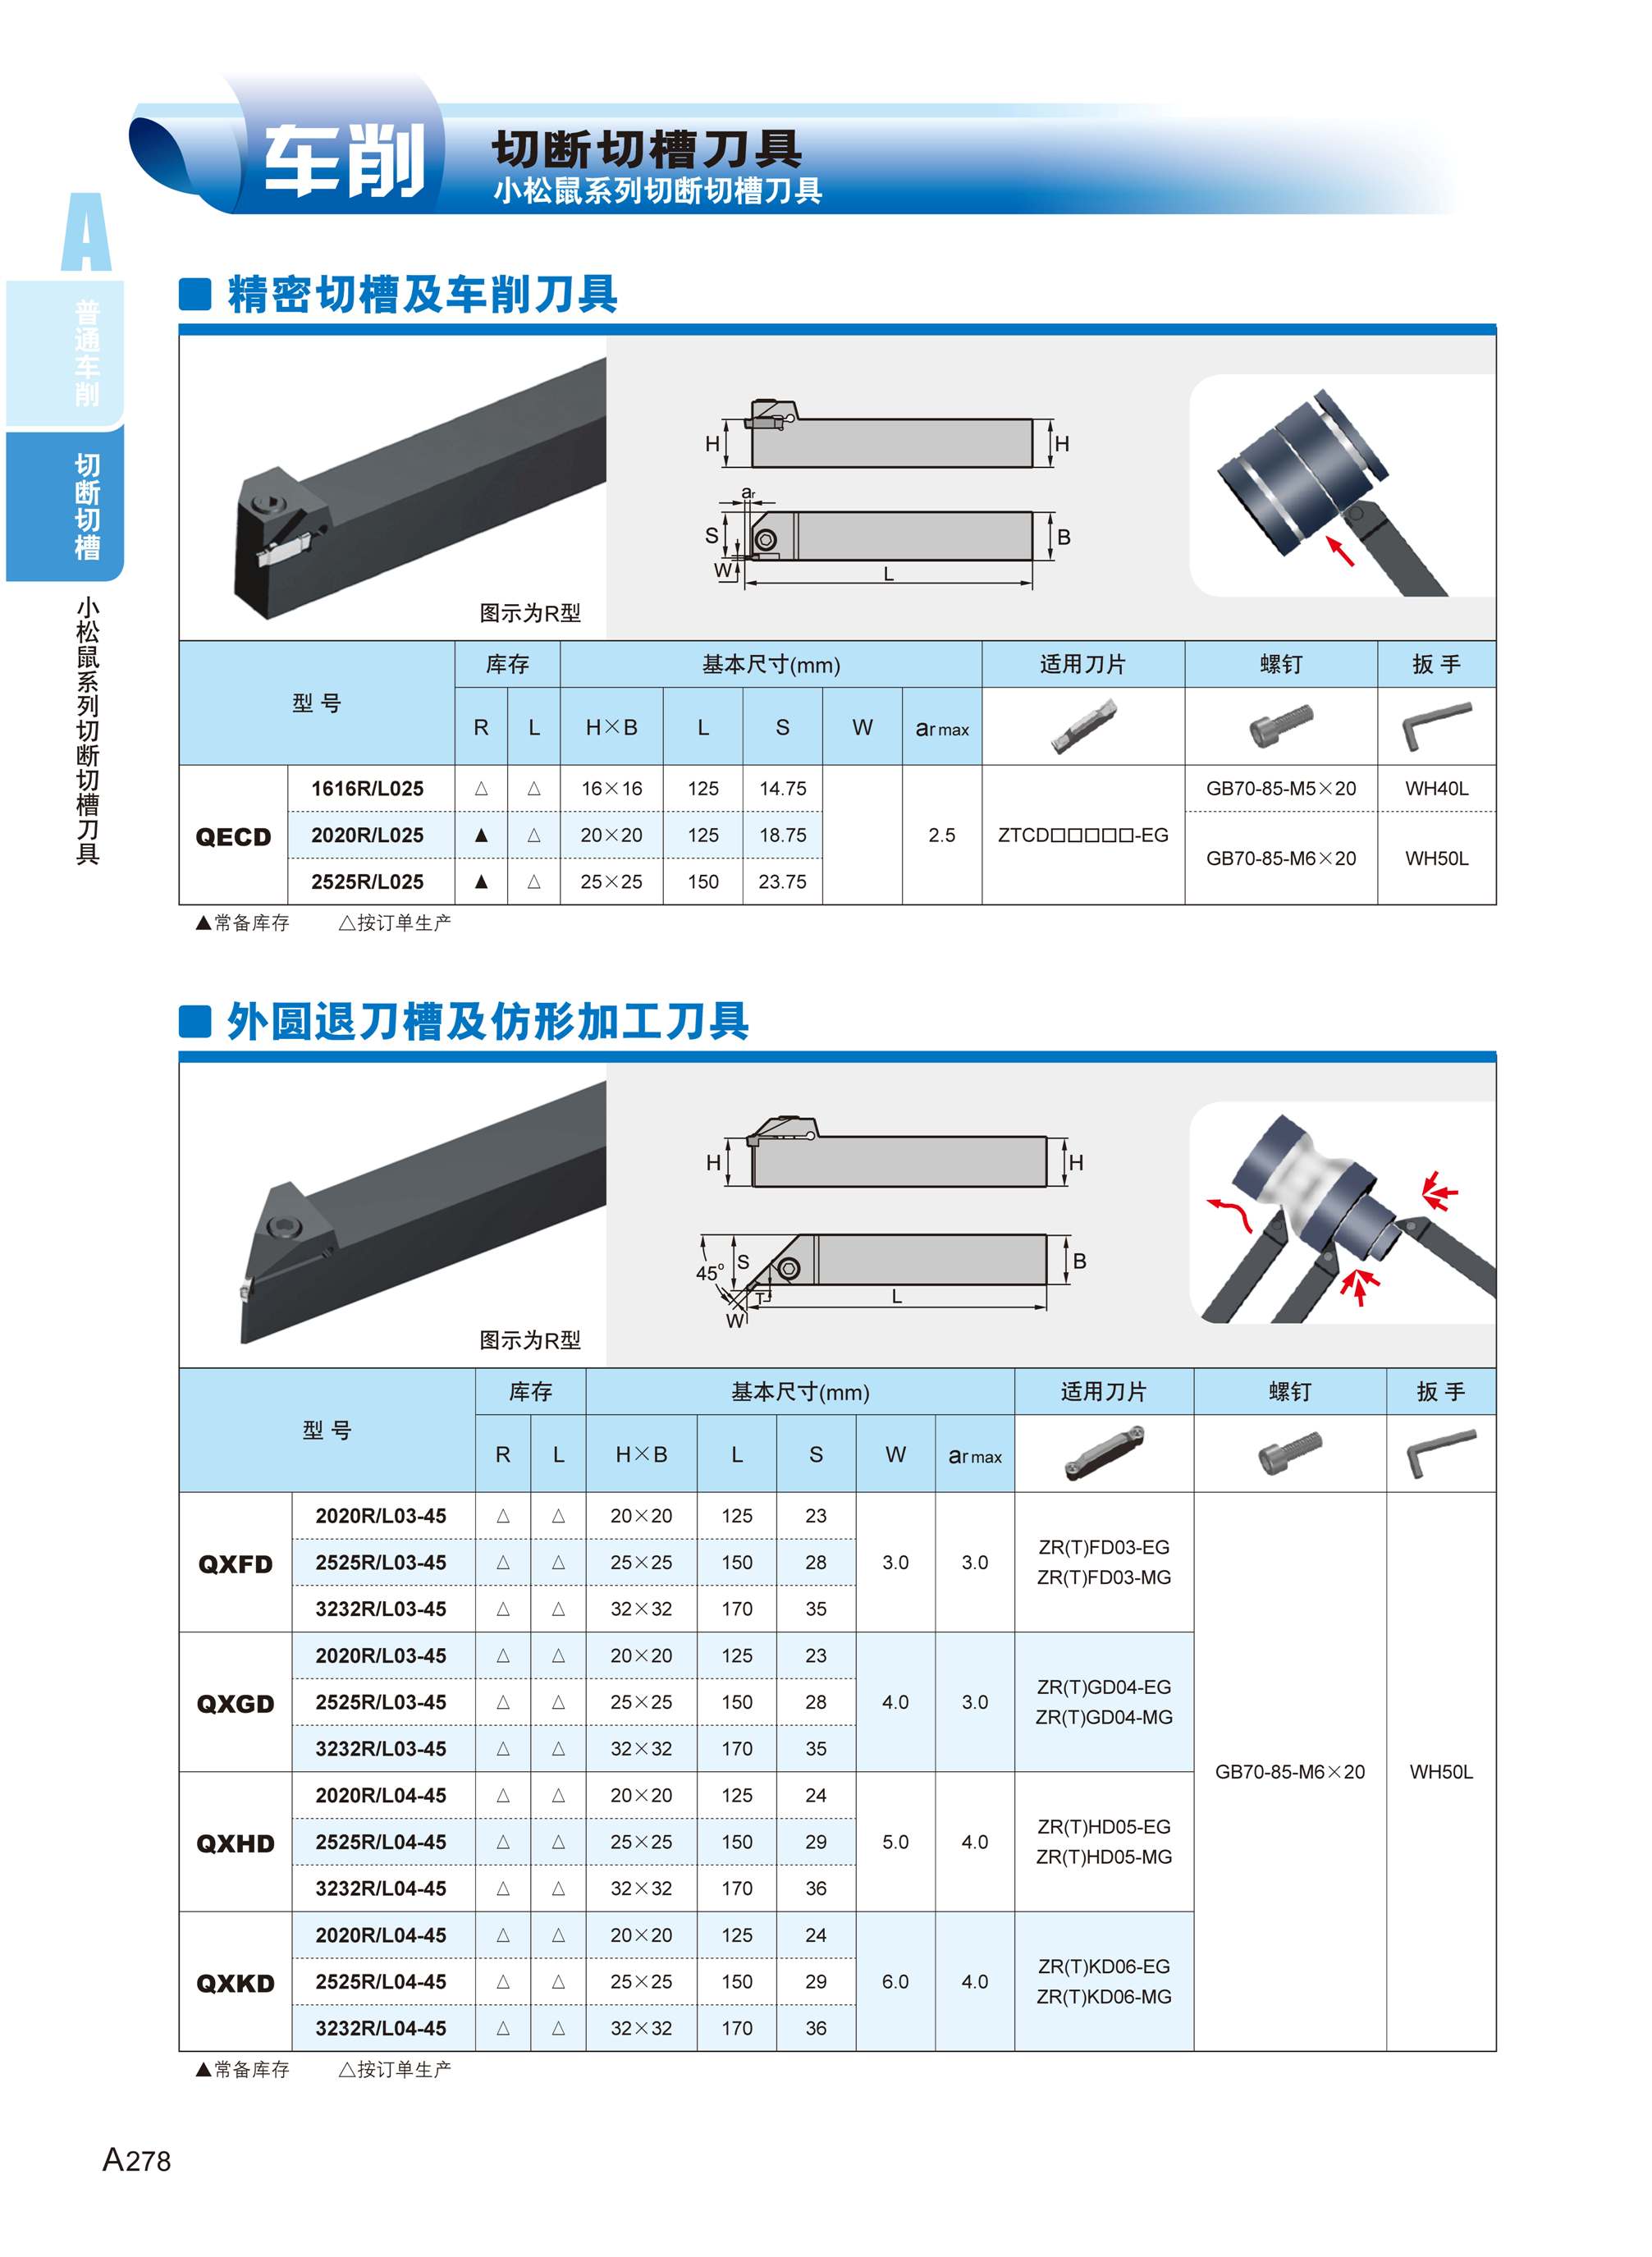 车削
切断切槽刀具
小松鼠系列切断切槽刀具
A
普通车削
切断切槽
小松鼠系列切断切槽刀具
精密切槽及车削刀具
H H
ar
S B
W L
图示为R型
型 号 库存 基本尺寸(mm) 适用刀片 螺钉 扳 手
R L H×B L S W ar max
QECD
1616R/L025 △ △ 16×16 125 14.75 GB70-85-M5×20 WH40L
2020R/L025 ▲ △ 20×20 125 18.75 2.5 ZTCD□□□□□-EG
GB70-85-M6×20 WH50L
2525R/L025 ▲ △ 25×25 150 23.75
▲常备库存 △按订单生产
外圆退刀槽及仿形加工刀具
H H
45° S B
T L
W
图示为R型
型 号 库存 基本尺寸(mm) 适用刀片 螺钉 扳 手
R L H×B L S W ar max
2020R/L03-45 △ △ 20×20 125 23
QXFD 2525R/L03-45 △ △ 25×25 150 28 3.0 3.0 ZR(T)FD03-EG
ZR(T)FD03-MG
3232R/L03-45 △ △ 32×32 170 35
2020R/L03-45 △ △ 20×20 125 23
QXGD 2525R/L03-45 △ △ 25×25 150 28 4.0 3.0 ZR(T)GD04-EG
ZR(T)GD04-MG
3232R/L03-45 △ △ 32×32 170 35
GB70-85-M6×20 WH50L
2020R/L04-45 △ △ 20×20 125 24
QXHD 2525R/L04-45 △ △ 25×25 150 29 5.0 4.0 ZR(T)HD05-EG
ZR(T)HD05-MG
3232R/L04-45 △ △ 32×32 170 36
2020R/L04-45 △ △ 20×20 125 24
QXKD 2525R/L04-45 △ △ 25×25 150 29 6.0 4.0 ZR(T)KD06-EG
ZR(T)KD06-MG
3232R/L04-45 △ △ 32×32 170 36
▲常备库存 △按订单生产
A278